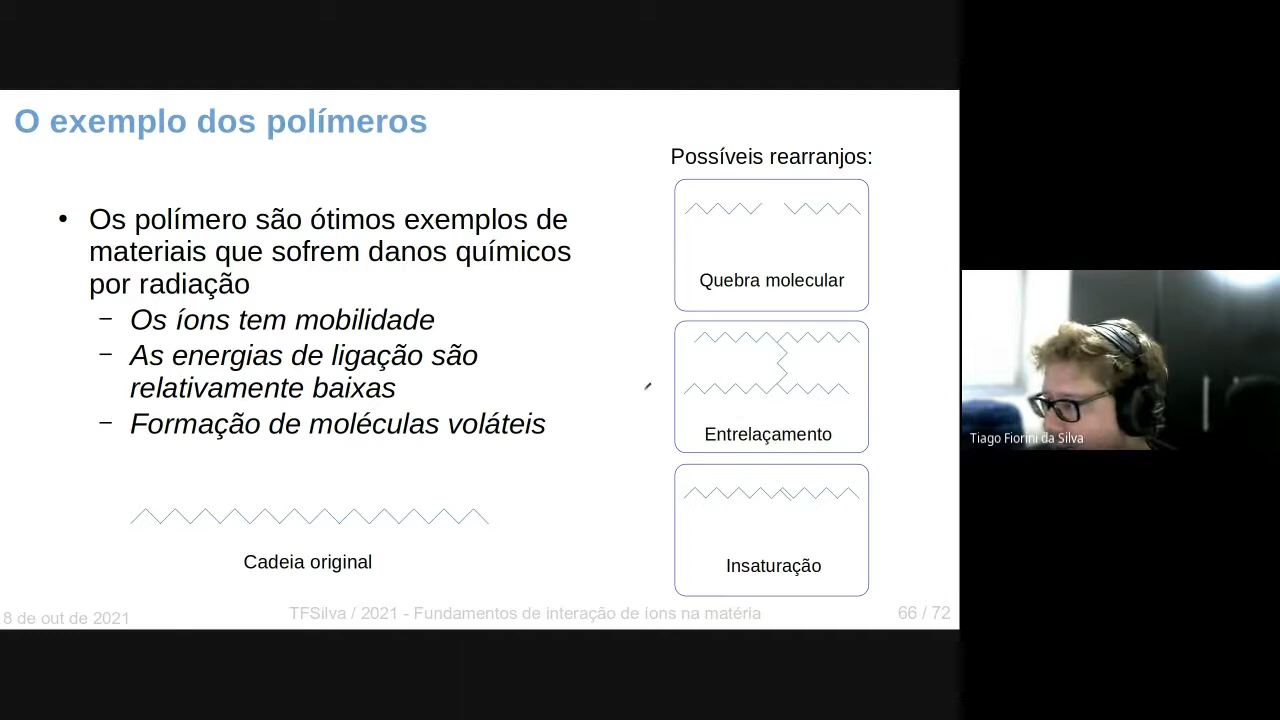 O exemplo dos polímeros
• Os polímero são ótimos exemplos de
materiais que sofrem danos químicos
por radiação
– Os íons tem mobilidade
– As energias de ligação são
relativamente baixas
– Formação de moléculas voláteis
Cadeia original
Possíveis rearranjos:
Quebra molecular
Entrelaçamento
Insaturação
8 de out de 2021
TFSilva / 2021 - Fundamentos de interação de íons na matéria
66 / 72
Tiago Fiorini da Silva